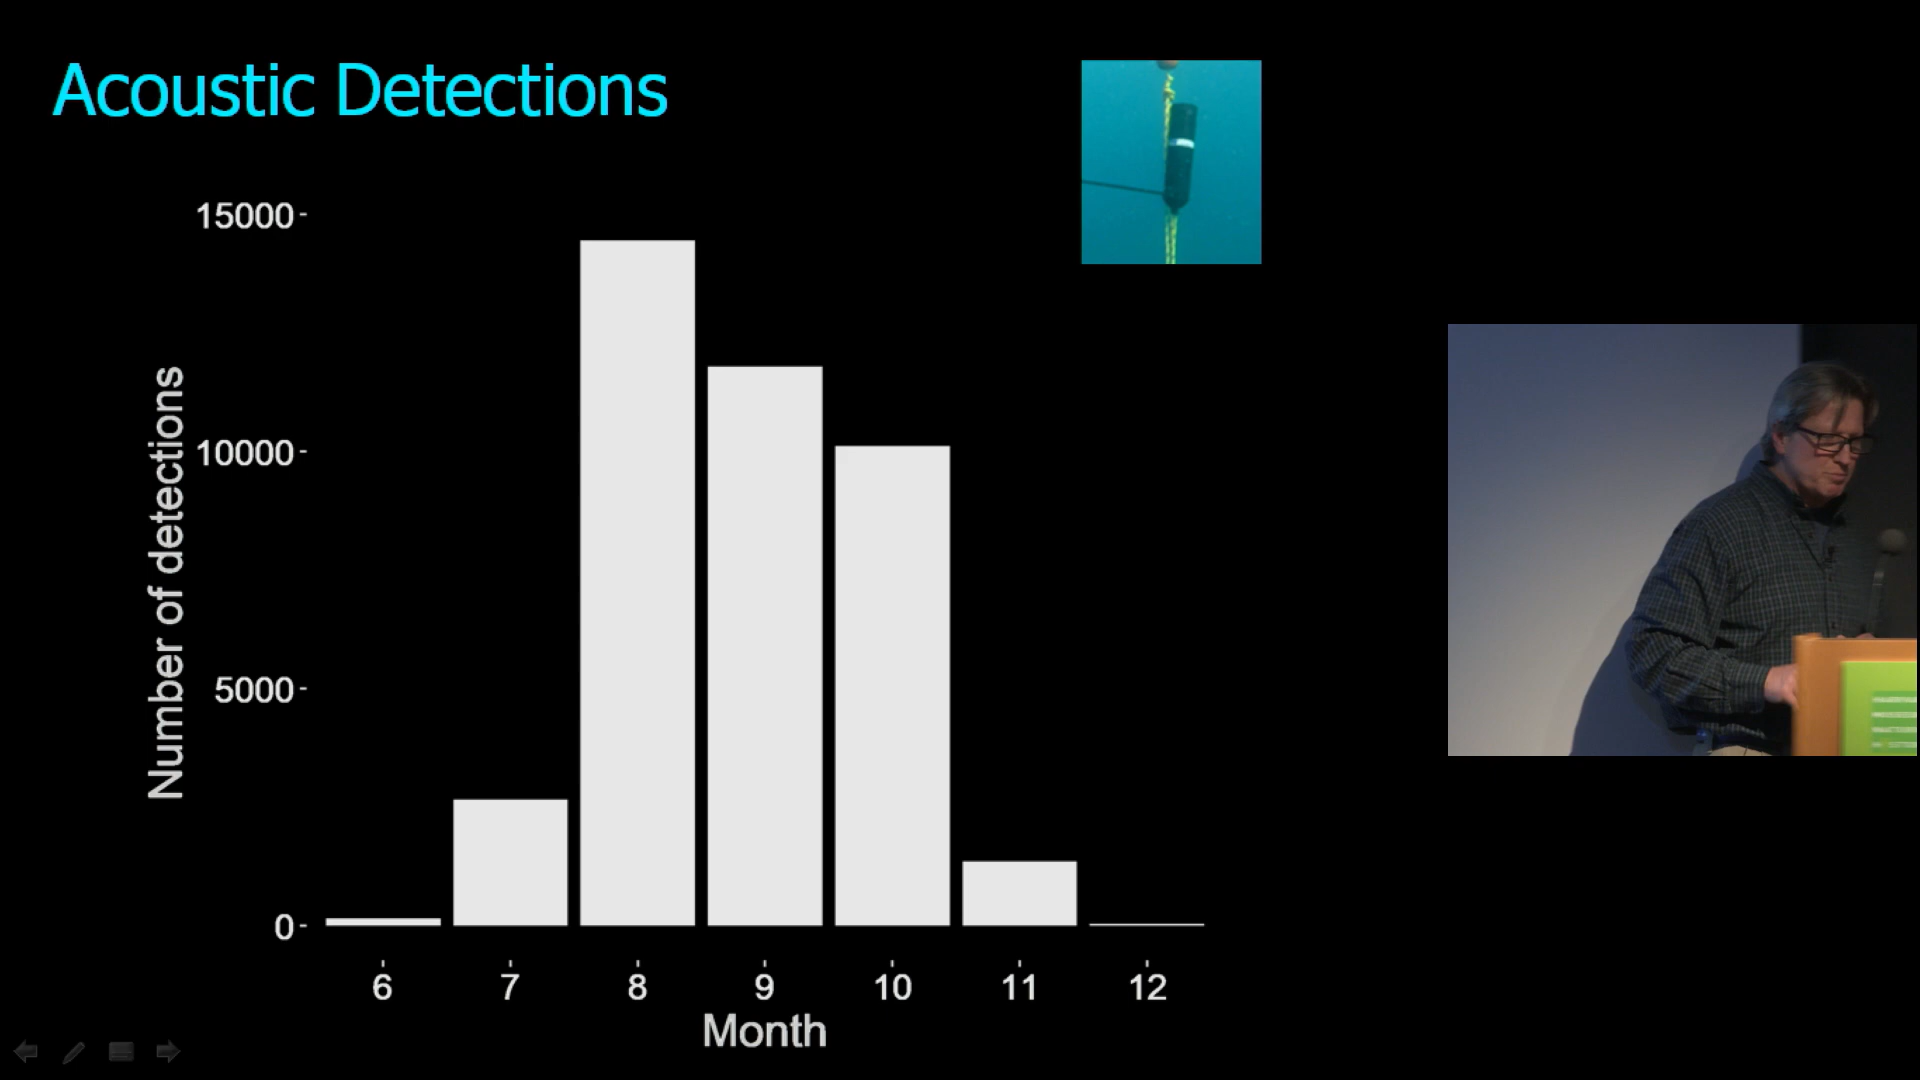 Acoustic Detections
15000
10000
5000
0
Number of detections
6 7 8 9 10 11 12
Month